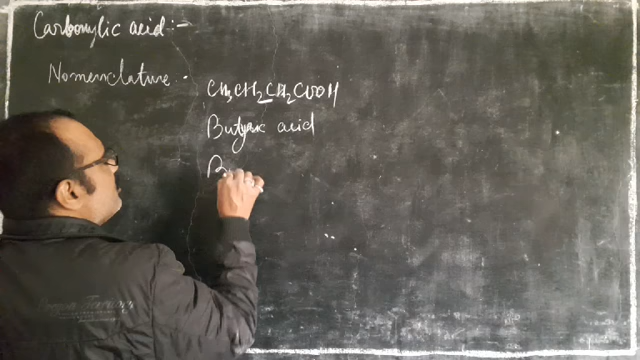 Carboxylic acid :-
Nomenclature :-
CH3CH2CH2COOH
Butyric acid
B